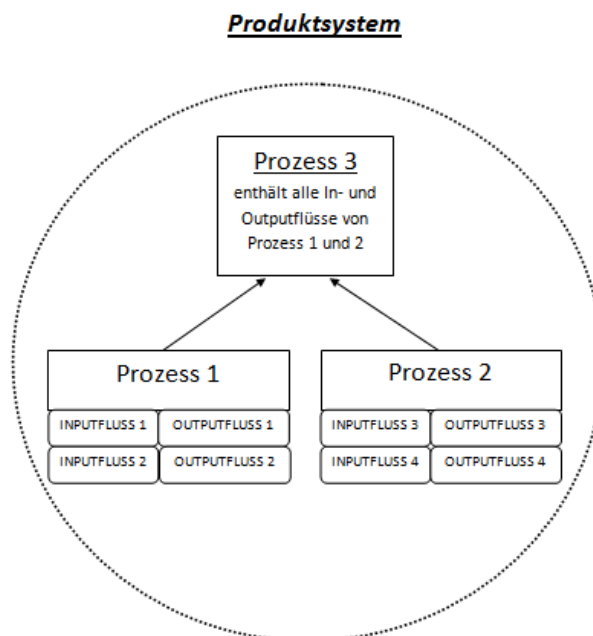 Produktsystem
Prozess 3
enthält alle In- und
Outputflüsse von
Prozess 1 und 2
Prozess 1
INPUTFLUSS 1
OUTPUTFLUSS 1
INPUTFLUSS 2
OUTPUTFLUSS 2
Prozess 2
INPUTFLUSS 3
OUTPUTFLUSS 3
INPUTFLUSS 4
OUTPUTFLUSS 4